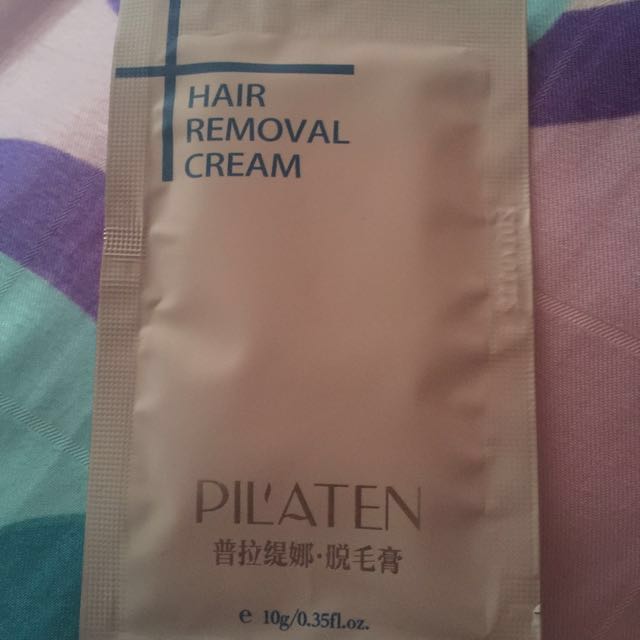 HAIR
REMOVAL
CREAM
PIL'ATEN
普拉缇娜·脱毛膏
e 10g/0.35fl.oz.